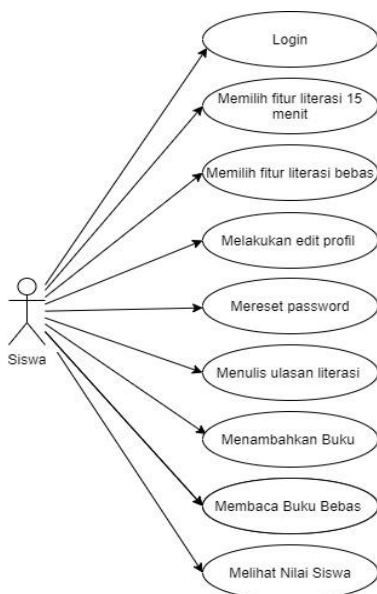 Login
Memilih fitur literasi 15
menit
Memilih fitur literasi bebas
Melakukan edit profil
Mereset password
Siswa
Menulis ulasan literasi
Menambahkan Buku
Membaca Buku Bebas
Melihat Nilai Siswa